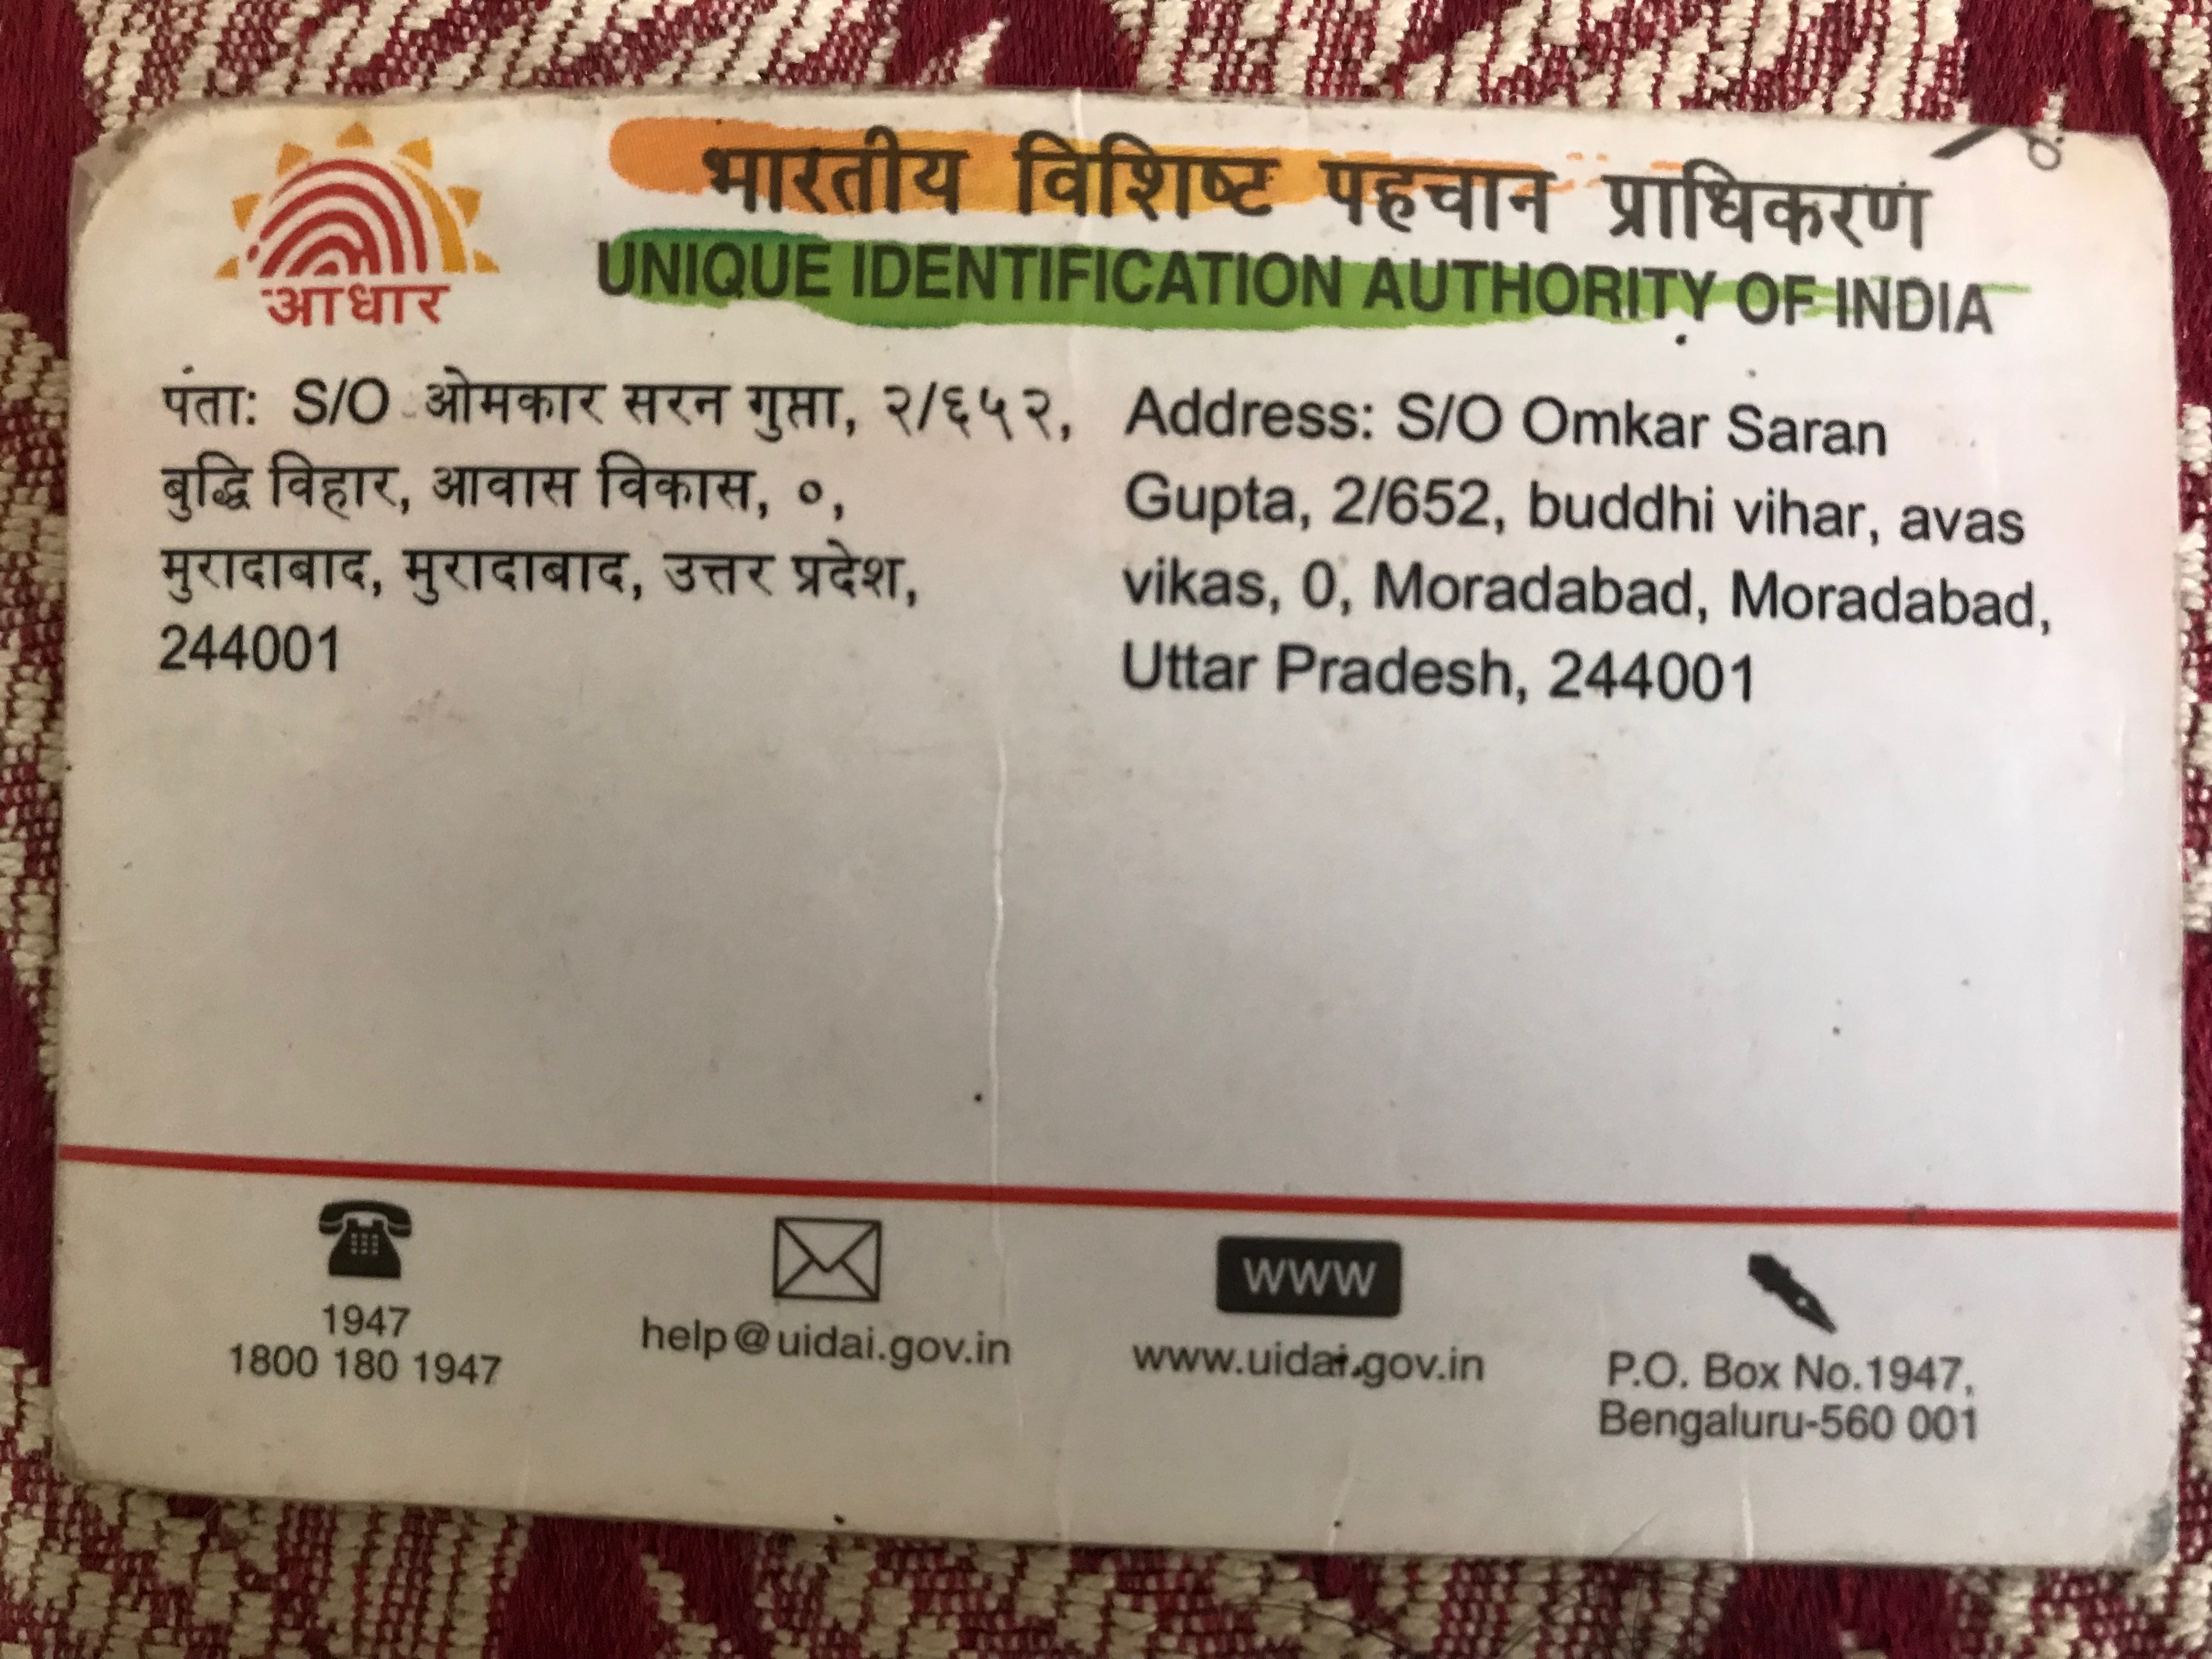 आधार
भारतीय विशिष्ट पहचान प्राधिकरण
UNIQUE IDENTIFICATION AUTHORITY OF INDIA
पता: S/O ओमकार सरन गुप्ता, २/६५२,
बुद्धि विहार, आवास विकास, ०,
मुरादाबाद, मुरादाबाद, उत्तर प्रदेश,
244001
Address: S/O Omkar Saran
Gupta, 2/652, buddhi vihar, avas
vikas, 0, Moradabad, Moradabad,
Uttar Pradesh, 244001
1947
1800 180 1947
help@uidai.gov.in
WWW
www.uidai.gov.in
P.O. Box No.1947,
Bengaluru-560 001